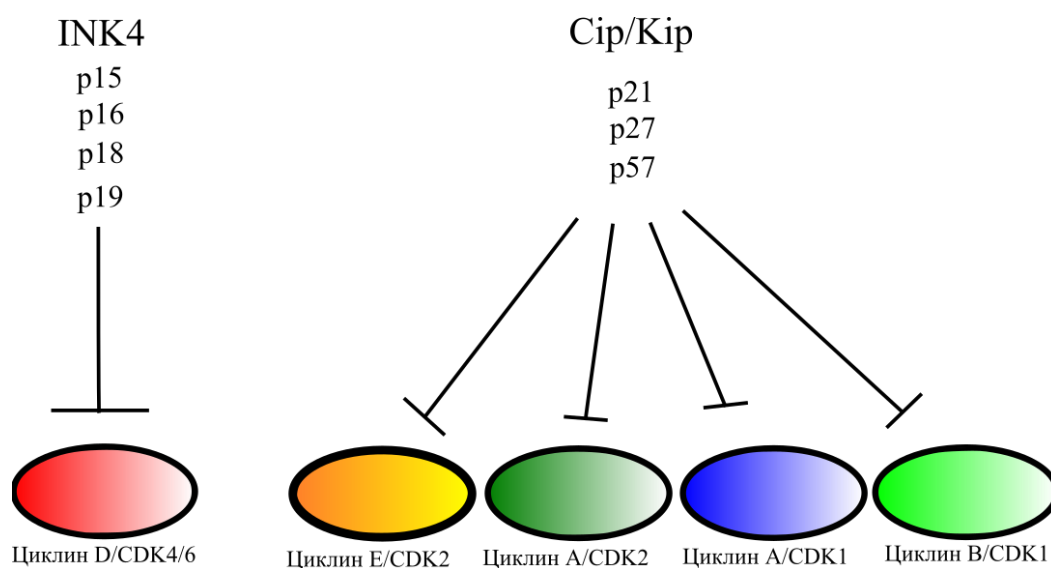 INK4
p15
p16
p18
p19
Cip/Kip
p21
p27
p57
Циклин D/CDK4/6
Циклин E/CDK2
Циклин A/CDK2
Циклин A/CDK1
Циклин B/CDK1